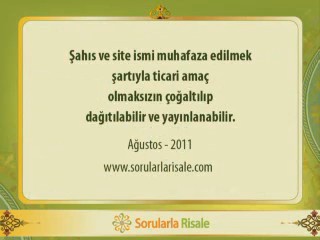 Şahıs ve site ismi muhafaza edilmek
şartıyla ticari amaç
olmaksızın çoğaltılıp
dağıtılabilir ve yayınlanabilir.
Ağustos - 2011
www.sorularlarisale.com
Sorularla Risale